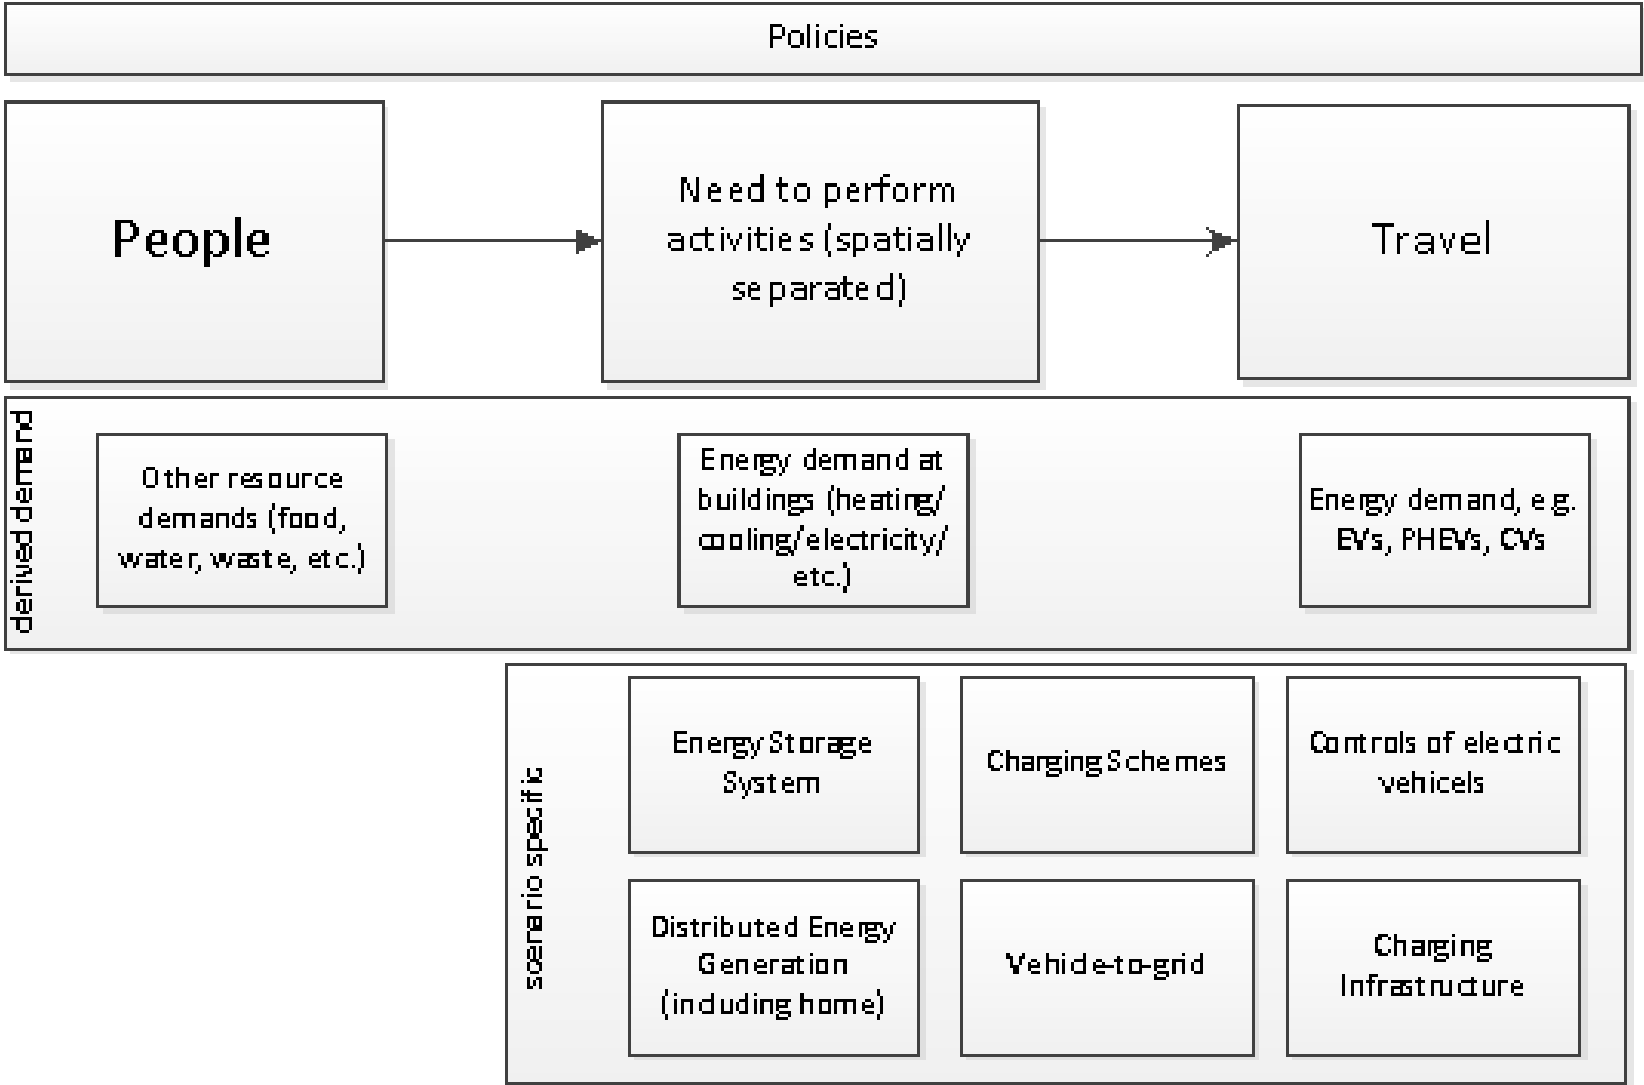 Policies
People
Need to perform
activities (spatially
separated)
Travel
derived demand
Other resource
demands (food,
water, waste, etc.)
Energy demand at
buildings (heating/
cooling/electricity/
etc.)
Energy demand, e.g.
EVs, PHEVs, CVs
scenario specific
Energy Storage
System
Charging Schemes
Controls of electric
vehicels
Distributed Energy
Generation
(including home)
Vehicle-to-grid
Charging
Infrastructure